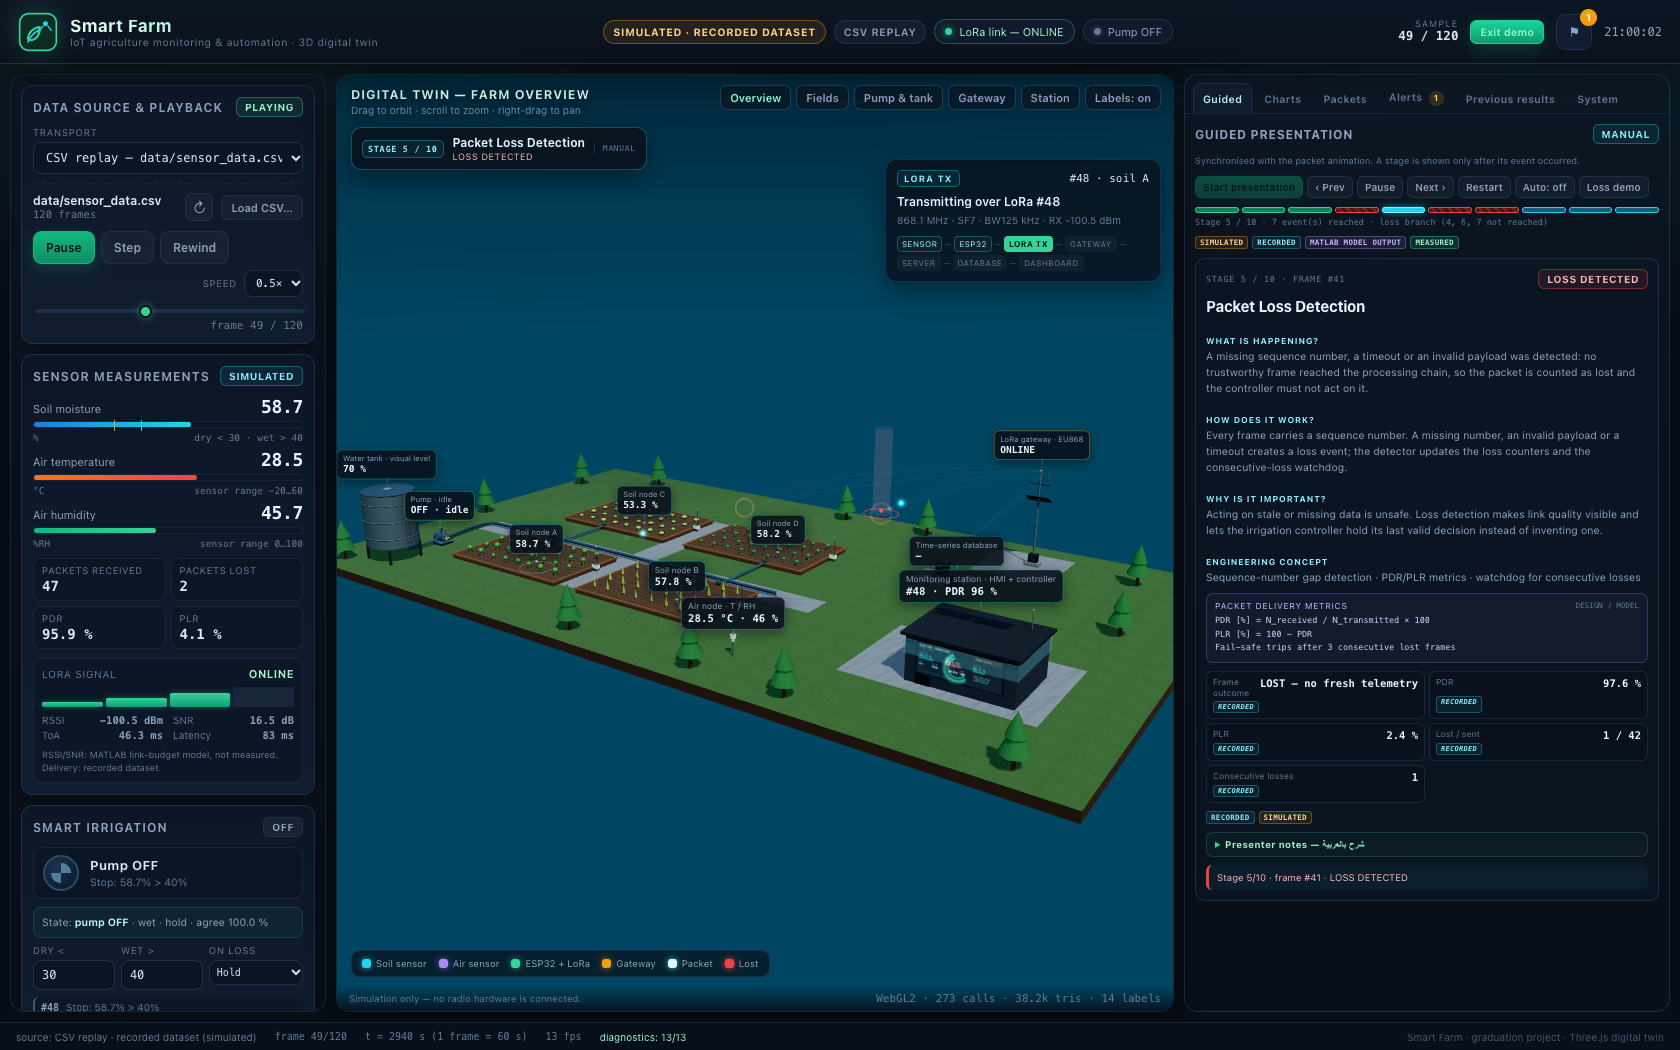 Smart Farm
IoT agriculture monitoring & automation · 3D digital twin
SIMULATED · RECORDED DATASET
CSV REPLAY
LoRa link — ONLINE
Pump OFF
SAMPLE
49 / 120
Exit demo
1
21:00:02
DATA SOURCE & PLAYBACK
PLAYING
TRANSPORT
CSV replay — data/sensor_data.csv
data/sensor_data.csv
120 frames
Load CSV…
Pause
Step
Rewind
SPEED
0.5×
frame 49 / 120
SENSOR MEASUREMENTS
SIMULATED
Soil moisture
58.7
%
dry < 30 · wet > 40
Air temperature
28.5
°C
sensor range −20…60
Air humidity
45.7
%RH
sensor range 0…100
PACKETS RECEIVED
47
PACKETS LOST
2
PDR
95.9 %
PLR
4.1 %
LORA SIGNAL
ONLINE
RSSI −100.5 dBm SNR 16.5 dB
ToA 46.3 ms Latency 83 ms
RSSI/SNR: MATLAB link-budget model, not measured.
Delivery: recorded dataset.
SMART IRRIGATION
OFF
Pump OFF
Stop: 58.7% > 40%
State: pump OFF · wet · hold · agree 100.0 %
DRY <
WET >
ON LOSS
30
40
Hold
#48 Stop: 58.7% > 40%
DIGITAL TWIN — FARM OVERVIEW
Drag to orbit · scroll to zoom · right-drag to pan
Overview
Fields
Pump & tank
Gateway
Station
Labels: on
STAGE 5 / 10
Packet Loss Detection
LOSS DETECTED
MANUAL
LORA TX
#48 · soil A
Transmitting over LoRa #48
868.1 MHz · SF7 · BW125 kHz · RX -100.5 dBm
SENSOR — ESP32 — LORA TX — GATEWAY —
SERVER — DATABASE — DASHBOARD
LoRa gateway · EU868
ONLINE
Water tank · visual level
70 %
Pump · idle
OFF · idle
Soil node C
53.3 %
Soil node A
58.7 %
Soil node D
58.2 %
Soil node B
57.8 %
Time-series database
—
Monitoring station · HMI + controller
#48 · PDR 96 %
Air node · T / RH
28.5 °C · 46 %
Soil sensor
Air sensor
ESP32 + LoRa
Gateway
Packet
Lost
Simulation only — no radio hardware is connected.
WebGL2 · 273 calls · 38.2k tris · 14 labels
Guided
Charts
Packets
Alerts 1
Previous results
System
GUIDED PRESENTATION
MANUAL
Synchronised with the packet animation. A stage is shown only after its event occurred.
Start presentation
‹ Prev
Pause
Next ›
Restart
Auto: off
Loss demo
Stage 5 / 10 · 7 event(s) reached · loss branch (4, 6, 7 not reached)
SIMULATED
RECORDED
MATLAB MODEL OUTPUT
MEASURED
STAGE 5 / 10 · FRAME #41
LOSS DETECTED
Packet Loss Detection
WHAT IS HAPPENING?
A missing sequence number, a timeout or an invalid payload was detected: no
trustworthy frame reached the processing chain, so the packet is counted as lost and
the controller must not act on it.
HOW DOES IT WORK?
Every frame carries a sequence number. A missing number, an invalid payload or a
timeout creates a loss event; the detector updates the loss counters and the
consecutive-loss watchdog.
WHY IS IT IMPORTANT?
Acting on stale or missing data is unsafe. Loss detection makes link quality visible and
lets the irrigation controller hold its last valid decision instead of inventing one.
ENGINEERING CONCEPT
Sequence-number gap detection · PDR/PLR metrics · watchdog for consecutive losses
PACKET DELIVERY METRICS
DESIGN / MODEL
PDR [%] = N_received / N_transmitted × 100
PLR [%] = 100 − PDR
Fail-safe trips after 3 consecutive lost frames
Frame outcome
LOST — no fresh telemetry
RECORDED
PDR
97.6 %
RECORDED
PLR
2.4 %
RECORDED
Lost / sent
1 / 42
RECORDED
Consecutive losses
1
RECORDED
RECORDED
SIMULATED
Presenter notes — شرح بالعربية
Stage 5/10 · frame #41 · LOSS DETECTED
source: CSV replay · recorded dataset (simulated)
frame 49/120
t = 2940 s (1 frame = 60 s)
13 fps
diagnostics: 13/13
Smart Farm · graduation project · Three.js digital twin